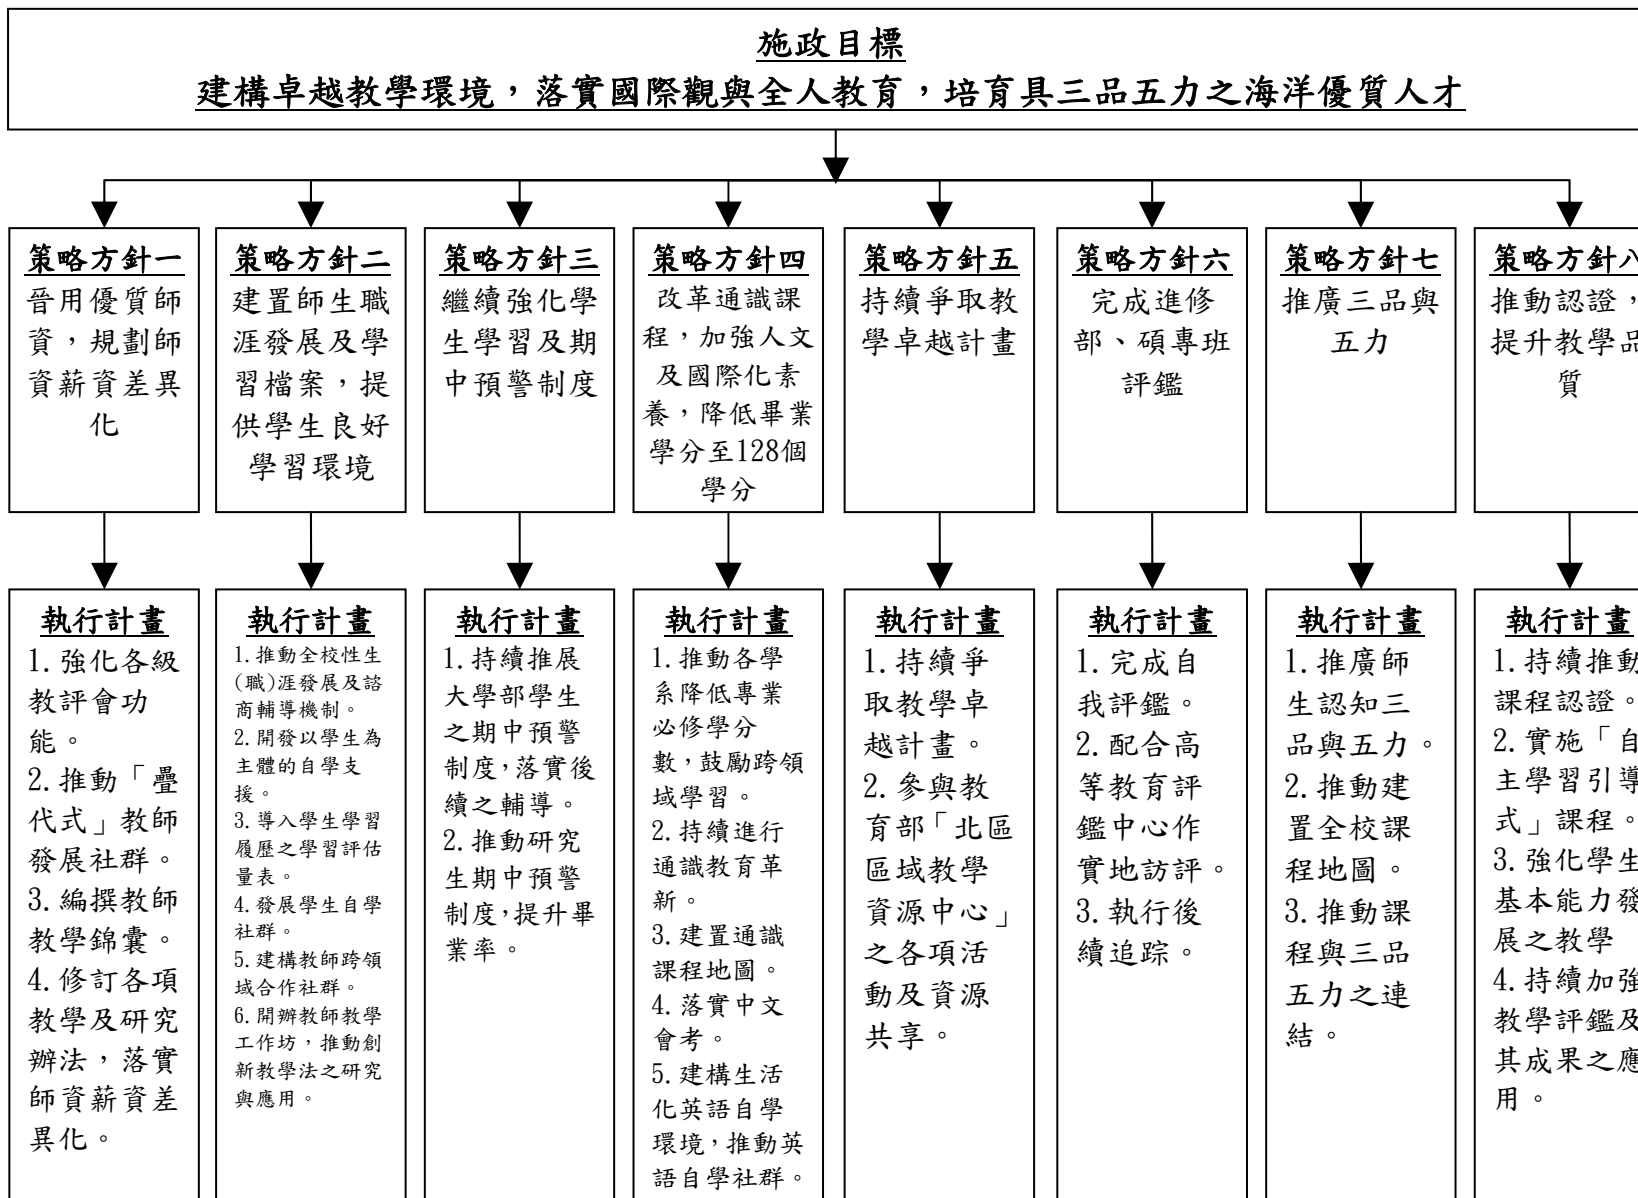 施政目標
建構卓越教學環境，落實國際觀與全人教育，培育具三品五力之海洋優質人才
策略方針一
晉用優質師
資，規劃師
資薪資差異
化
策略方針二
建置師生職
涯發展及學
習檔案，提
供學生良好
學習環境
策略方針三
繼續強化學
生學習及期
中預警制度
策略方針四
改革通識課
程，加強人文
及國際化素
養，降低畢業
學分至128個
學分
策略方針五
持續爭取教
學卓越計畫
策略方針六
完成進修
部、碩專班
評鑑
策略方針七
推廣三品與
五力
策略方針八
推動認證，
提升教學品
質
執行計畫
1.強化各級
教評會功
能。
2.推動「疊
代式」教師
發展社群。
3.編撰教師
教學錦囊。
4.修訂各項
教學及研究
辦法，落實
師資薪資差
異化。
執行計畫
1.推動全校性生
(職)涯發展及諮
商輔導機制。
2.開發以學生為
主體的自學支
援。
3.導入學生學習
履歷之學習評估
量表。
4.發展學生自學
社群。
5.建構教師跨領
域合作社群。
6.開辦教師教學
工作坊，推動創
新教學法之研究
與應用。
執行計畫
1.持續推展
大學部學生
之期中預警
制度，落實後
續之輔導。
2.推動研究
生期中預警
制度，提升畢
業率。
執行計畫
1.推動各學
系降低專業
必修學分
數，鼓勵跨領
域學習。
2.持續進行
通識教育革
新。
3.建置通識
課程地圖。
4.落實中文
會考。
5.建構生活
化英語自學
環境，推動英
語自學社群。
執行計畫
1.持續爭
取教學卓
越計畫。
2.參與教
育部「北區
區域教學
資源中心」
之各項活
動及資源
共享。
執行計畫
1.完成自
我評鑑。
2.配合高
等教育評
鑑中心作
實地訪評。
3.執行後
續追踪。
執行計畫
1.推廣師
生認知三
品與五力。
2.推動建
置全校課
程地圖。
3.推動課
程與三品
五力之連
結。
執行計畫
1.持續推動
課程認證。
2.實施「自
主學習引導
式」課程。
3.強化學生
基本能力發
展之教學
4.持續加強
教學評鑑及
其成果之應
用。